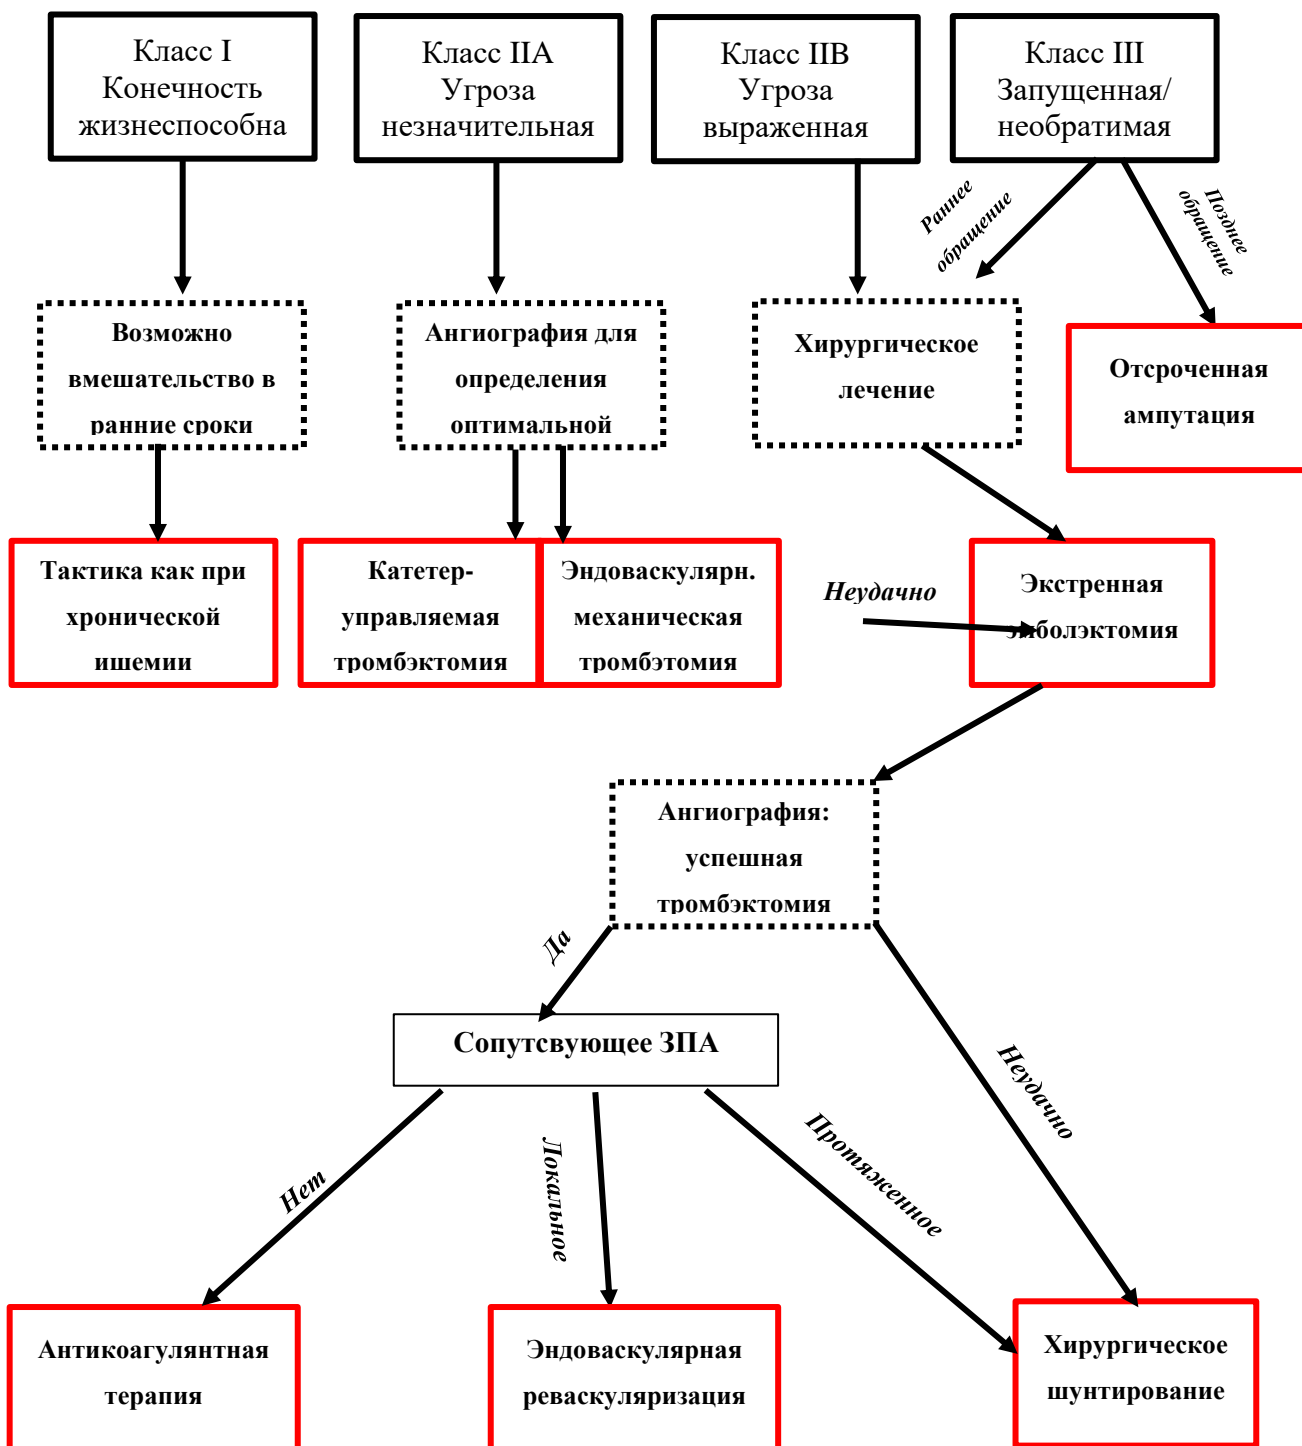 Класс I
Конечность
жизнеспособна
Класс IIА
Угроза
незначительная
Класс IIВ
Угроза
выраженная
Класс III
Запущенная/
необратимая
Раннее
обращение
Позднее
обращение
Возможно
вмешательство в
ранние сроки
Ангиография для
определения
оптимальной
Хирургическое
лечение
Отсроченная
ампутация
Тактика как при
хронической
ишемии
Катетер-
управляемая
тромбэктомия
Эндоваскулярн.
механическая
тромбэтомия
Неудачно
Экстренная
эмболэктомия
Ангиография:
успешная
тромбэктомия
Да
Неудачно
Сопутсвующее ЗПА
Нет
Локальное
Протяженное
Антикоагулянтная
терапия
Эндоваскулярная
реваскуляризация
Хирургическое
шунтирование